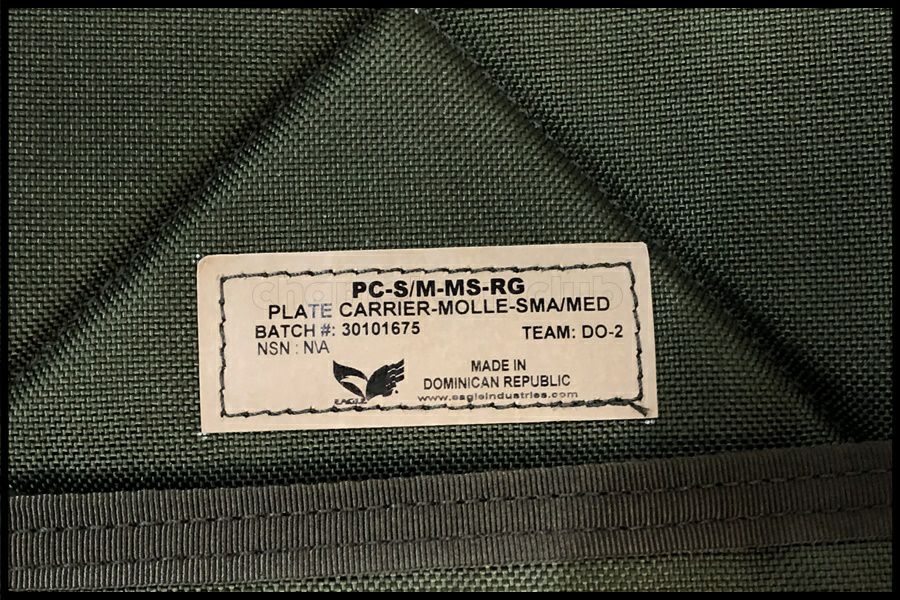 PC-S/M-MS-RG
PLATE CARRIER-MOLLE-SMA/MED
BATCH #: 30101675 TEAM: DO-2
NSN : N\A
MADE IN
DOMINICAN REPUBLIC
EAGLE
www.eagleindustries.com